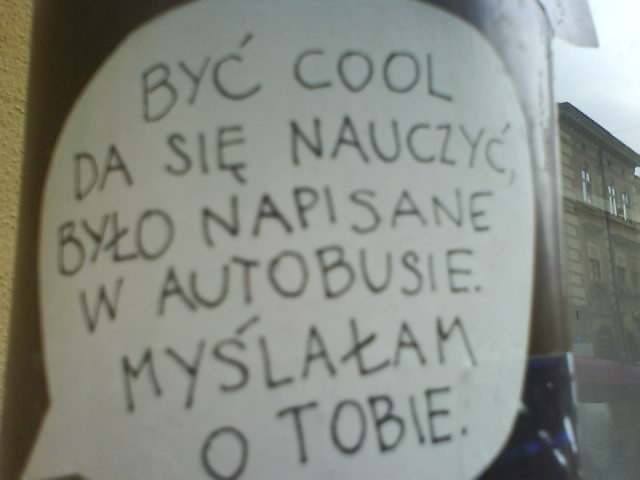 BYĆ COOL
DA SIĘ NAUCZYĆ,
BYŁO NAPISANE
W AUTOBUSIE.
MYŚLAŁAM
O TOBIE.